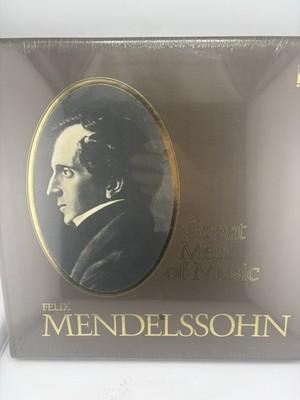 Great
Men
of Music
FELIX
MENDELSSOHN